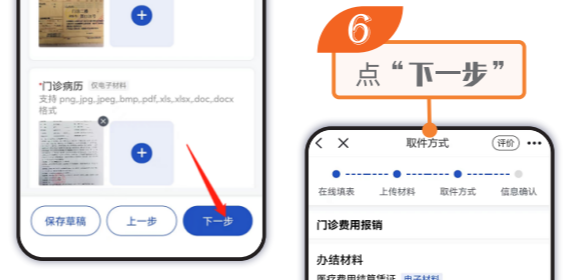 *门诊病历 仅电子材料
支持 png,.jpg,.jpeg,.bmp,.pdf,.xls,.xlsx,.doc,.docx
格式
保存草稿
上一步
下一步
6
点“下一步”
取件方式
评价
在线填表
上传材料
取件方式
信息确认
门诊费用报销
办结材料
医疗费用结算凭证 电子材料